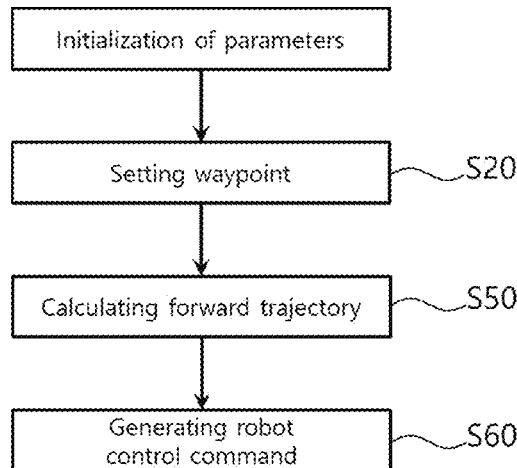 Initialization of parameters
Setting waypoint
S20
Calculating forward trajectory
S50
Generating robot
control command
S60